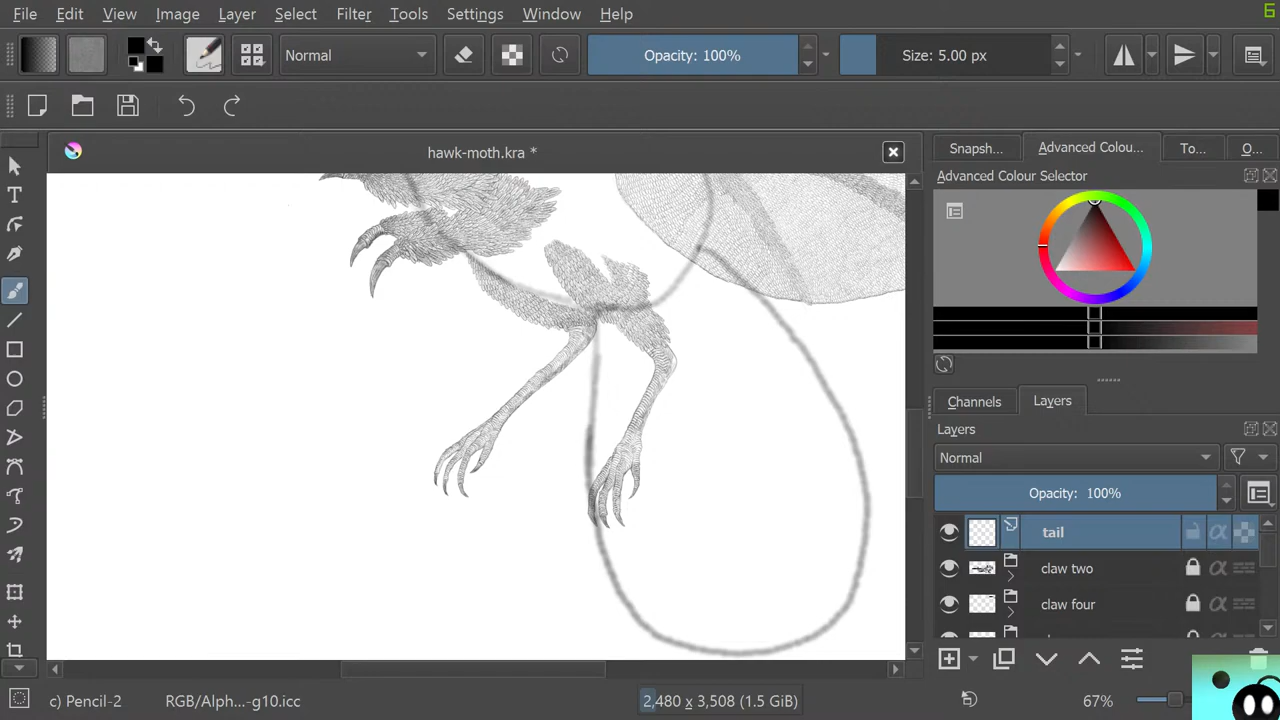 File Edit View Image Layer Select Filter Tools Settings Window Help
6
Normal Opacity: 100% Size: 5.00 px
hawk-moth.kra *
Snapsh... Advanced Colou... To... O...
Advanced Colour Selector
Channels Layers
Layers
Normal
Opacity: 100%
tail
claw two
claw four
c) Pencil-2 RGB/Alph...-g10.icc 2,480 x 3,508 (1.5 GiB) 67%